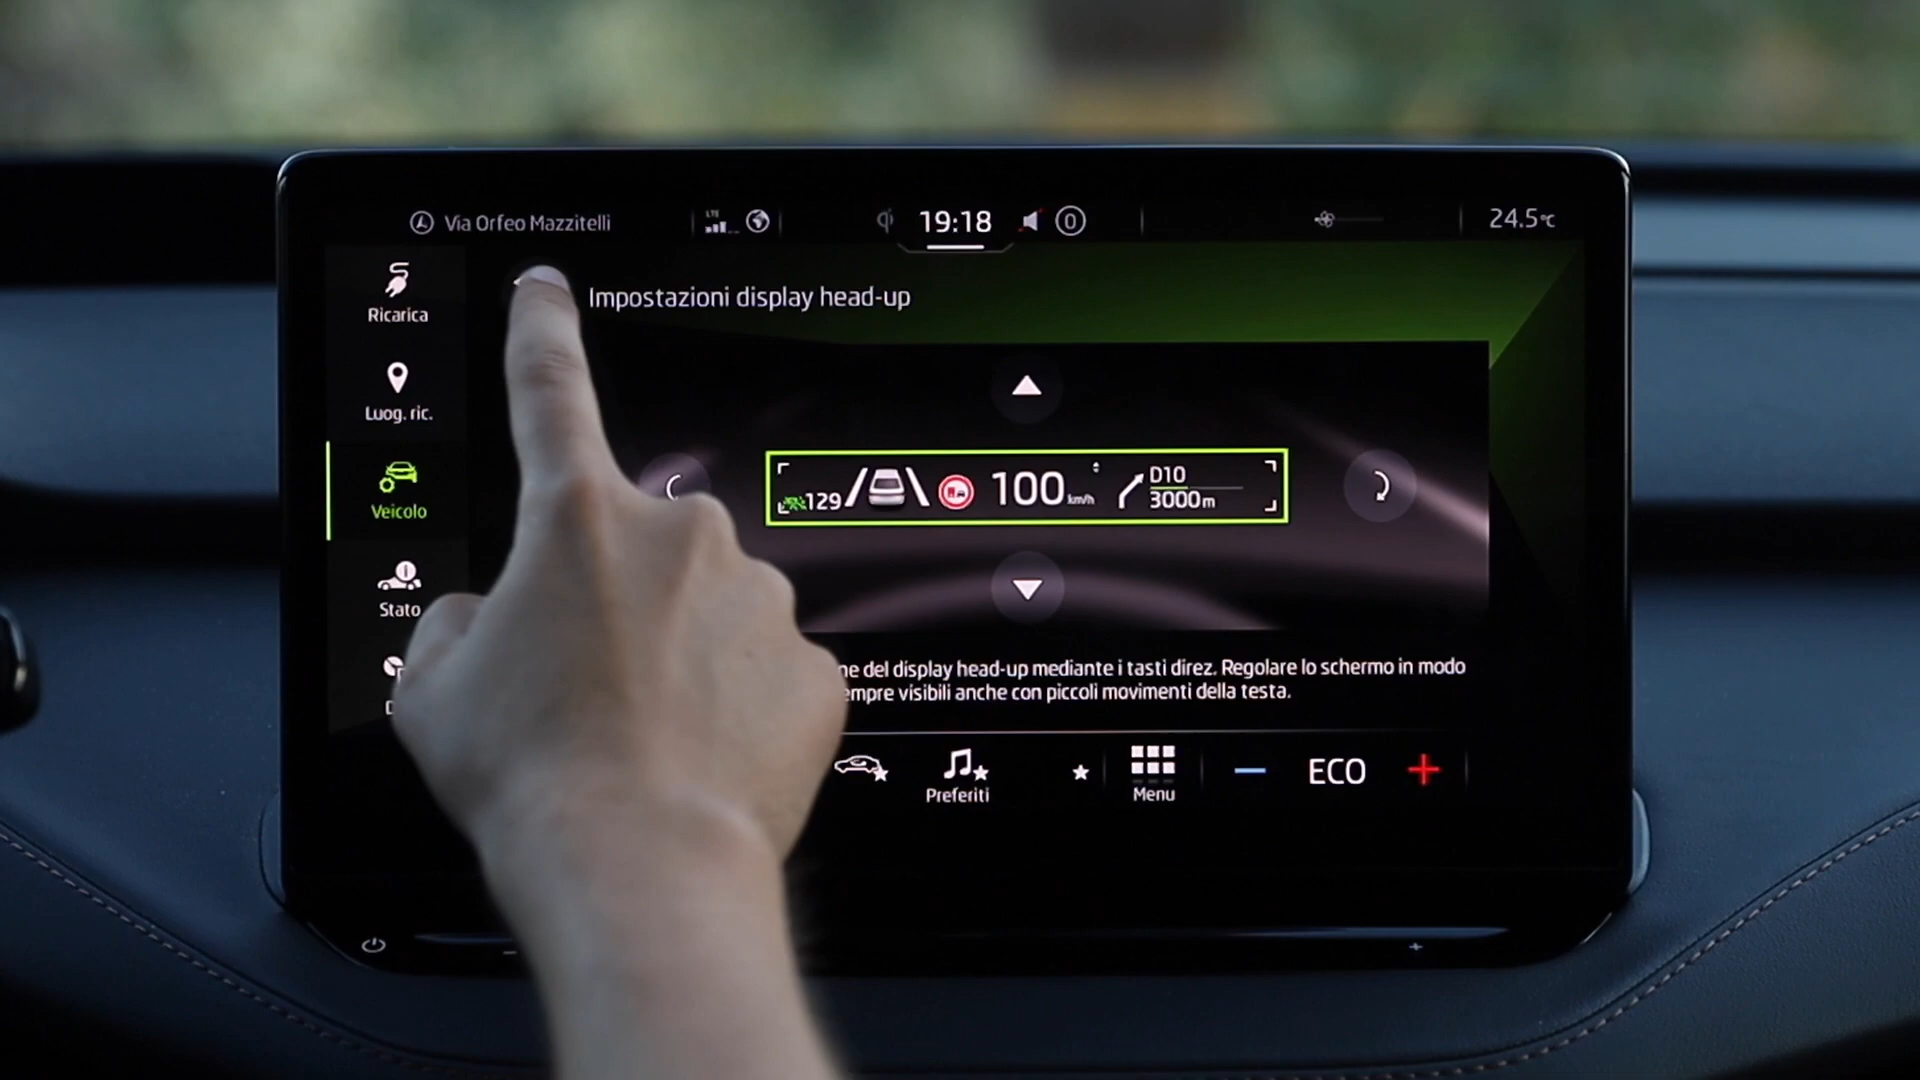 Via Orfeo Mazzitelli
LTE
19:18
0
24.5°C
Ricarica
Impostazioni display head-up
Luog. ric.
Veicolo
129
100 km/h
D10
3000 m
Stato
D
ne del display head-up mediante i tasti direz. Regolare lo schermo in modo
empre visibili anche con piccoli movimenti della testa.
Preferiti
Menu
− ECO +